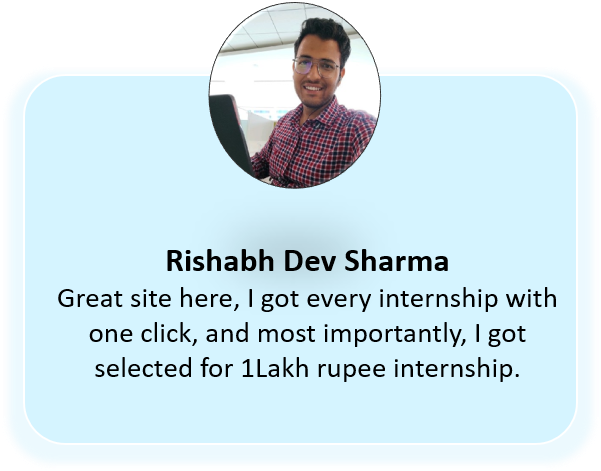 Rishabh Dev Sharma
Great site here, I got every internship with
one click, and most importantly, I got
selected for 1Lakh rupee internship.